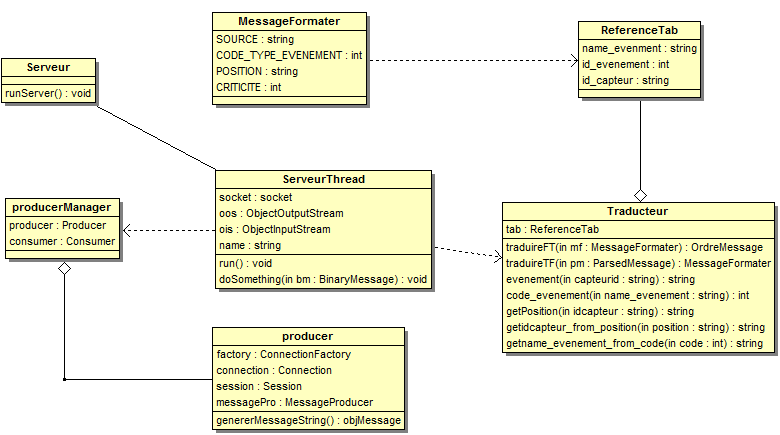 MessageFormater
SOURCE : string
CODE_TYPE_EVENEMENT : int
POSITION : string
CRITICITE : int
ReferenceTab
name_evenment : string
id_evenement : int
id_capteur : string
Serveur
runServer() : void
ServeurThread
socket : socket
oos : ObjectOutputStream
ois : ObjectInputStream
name : string
run() : void
doSomething(in bm : BinaryMessage) : void
producerManager
producer : Producer
consumer : Consumer
Traducteur
tab : ReferenceTab
traduireFT(in mf : MessageFormater) : OrdreMessage
traduireTF(in pm : ParsedMessage) : MessageFormater
evenement(in capteurid : string) : string
code_evenement(in name_evenement : string) : int
getPosition(in idcapteur : string) : string
getidcapteur_from_position(in position : string) : string
getname_evenement_from_code(in code : int) : string
producer
factory : ConnectionFactory
connection : Connection
session : Session
messagePro : MessageProducer
genererMessageString() : objMessage